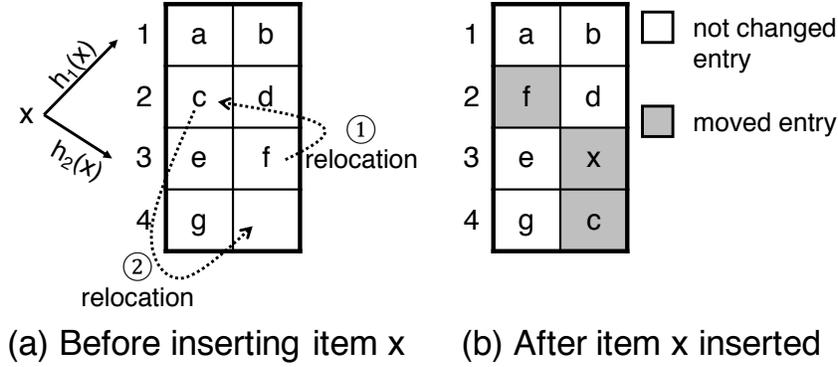 1 a b
h1(x)
2 c d
x
h2(x)
3 e f
① relocation
4 g
② relocation
(a) Before inserting item x
1 a b
2 f d
3 e x
4 g c
not changed
entry
moved entry
(b) After item x inserted